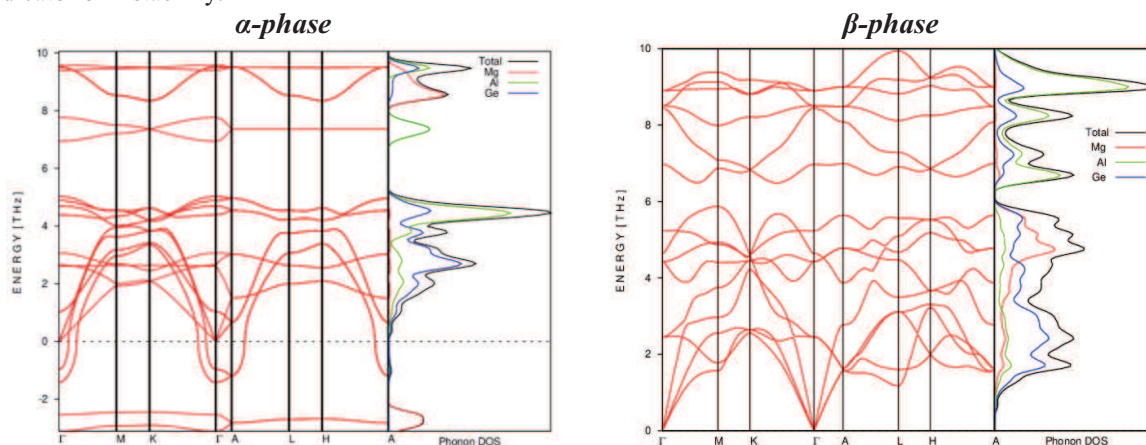 α-phase
β-phase
10
8
6
4
2
0
-2
ENERGY [THz]
Γ M K Γ A L H A
Phonon DOS
Total
Mg
Al
Ge
10
8
6
4
2
0
ENERGY [THz]
Γ M K Γ A L H A
Phonon DOS
Total
Mg
Al
Ge